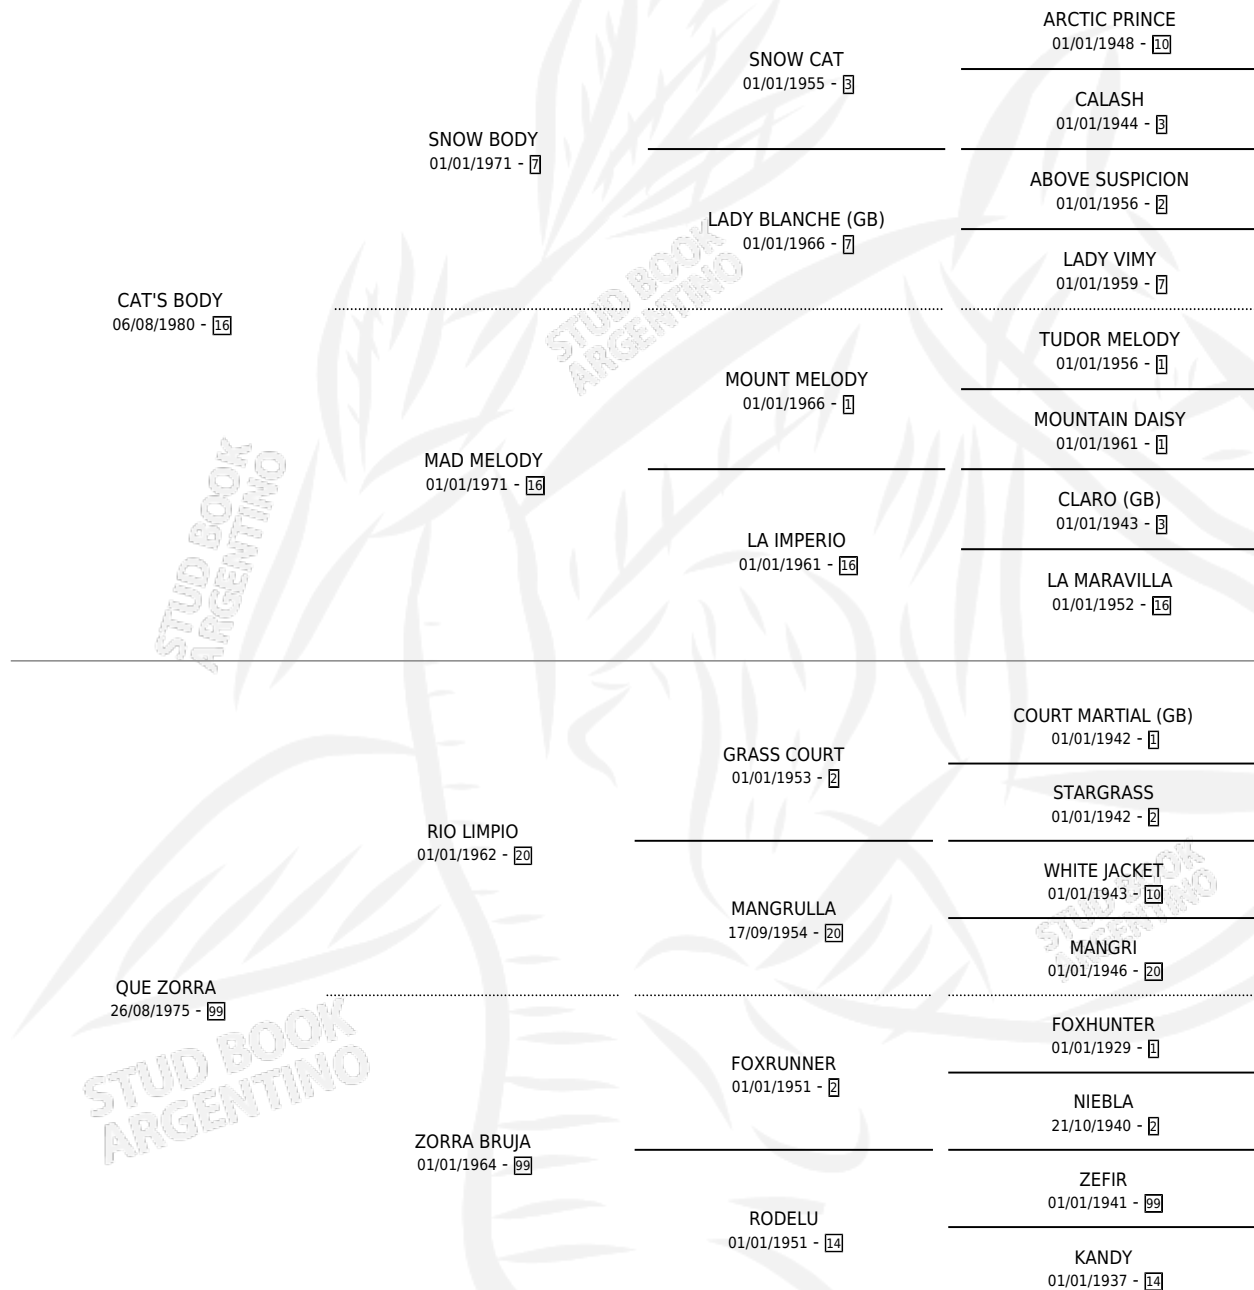 ARCTIC PRINCE
01/01/1948 - 10
SNOW CAT
01/01/1955 - 3
CALASH
01/01/1944 - 3
SNOW BODY
01/01/1971 - 7
ABOVE SUSPICION
01/01/1956 - 2
LADY BLANCHE (GB)
01/01/1966 - 7
LADY VIMY
01/01/1959 - 7
CAT'S BODY
06/08/1980 - 16
STUD BOOK
ARGENTINO
TUDOR MELODY
01/01/1956 - 1
MOUNT MELODY
01/01/1966 - 1
MOUNTAIN DAISY
01/01/1961 - 1
MAD MELODY
01/01/1971 - 16
CLARO (GB)
01/01/1943 - 3
LA IMPERIO
01/01/1961 - 16
LA MARAVILLA
01/01/1952 - 16
STUD BOOK
ARGENTINO
COURT MARTIAL (GB)
01/01/1942 - 1
GRASS COURT
01/01/1953 - 2
STARGRASS
01/01/1942 - 2
RIO LIMPIO
01/01/1962 - 20
WHITE JACKET
01/01/1943 - 10
MANGRULLA
17/09/1954 - 20
MANGRI
01/01/1946 - 20
STUD BOOK
ARGENTINO
QUE ZORRA
26/08/1975 - 99
STUD BOOK
ARGENTINO
FOXHUNTER
01/01/1929 - 1
FOXRUNNER
01/01/1951 - 2
NIEBLA
21/10/1940 - 2
ZORRA BRUJA
01/01/1964 - 99
ZEFIR
01/01/1941 - 99
RODELU
01/01/1951 - 14
KANDY
01/01/1937 - 14